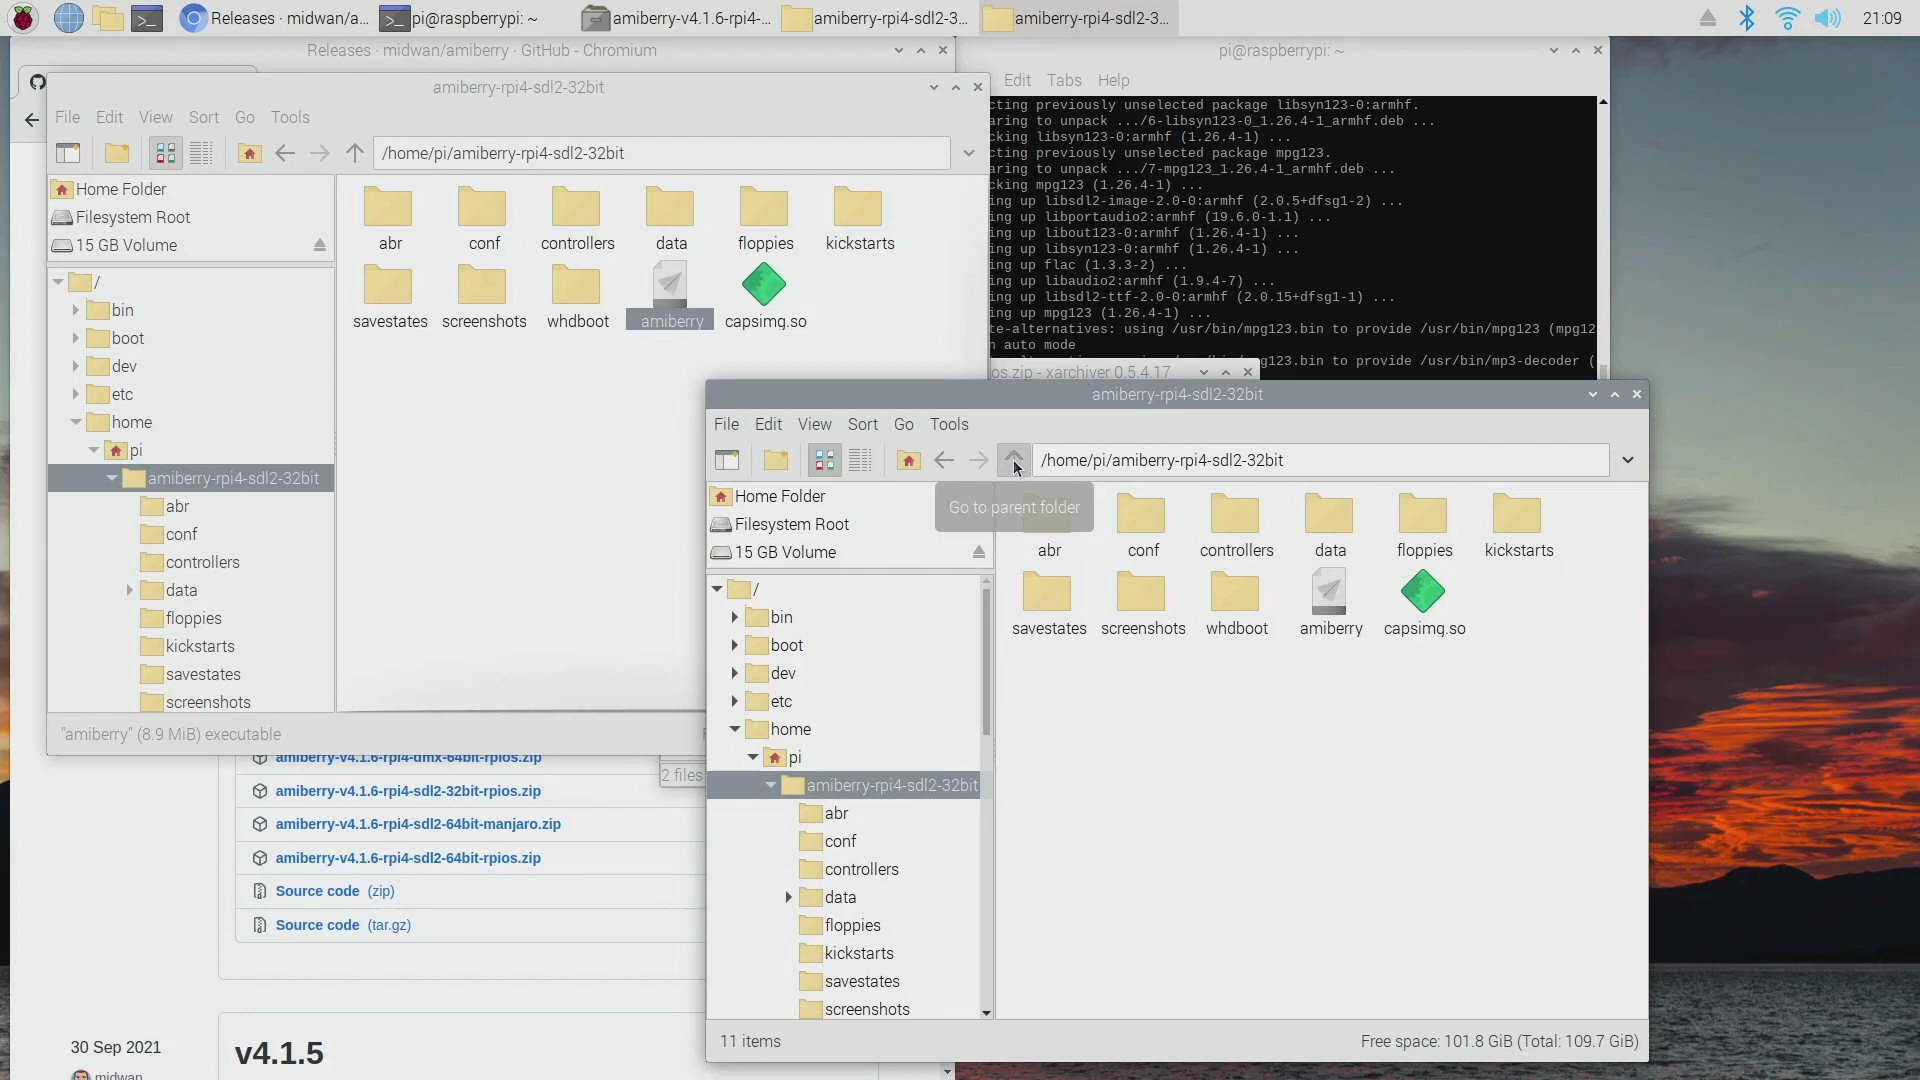 Releases · midwan/a...
pi@raspberrypi: ~
amiberry-v4.1.6-rpi4-...
amiberry-rpi4-sdl2-3...
amiberry-rpi4-sdl2-3...
21:09
Releases · midwan/amiberry · GitHub - Chromium
pi@raspberrypi: ~
Edit Tabs Help
cting previously unselected package libsyn123-0:armhf.
aring to unpack .../6-libsyn123-0_1.26.4-1_armhf.deb ...
cking libsyn123-0:armhf (1.26.4-1) ...
cting previously unselected package mpg123.
aring to unpack .../7-mpg123_1.26.4-1_armhf.deb ...
cking mpg123 (1.26.4-1) ...
ing up libsdl2-image-2.0-0:armhf (2.0.5+dfsg1-2) ...
ing up libportaudio2:armhf (19.6.0-1.1) ...
ing up libout123-0:armhf (1.26.4-1) ...
ing up libsyn123-0:armhf (1.26.4-1) ...
ing up flac (1.3.3-2) ...
ing up libaudio2:armhf (1.9.4-7) ...
ing up libsdl2-ttf-2.0-0:armhf (2.0.15+dfsg1-1) ...
ing up mpg123 (1.26.4-1) ...
te-alternatives: using /usr/bin/mpg123.bin to provide /usr/bin/mpg123 (mpg12
n auto mode
g123.bin to provide /usr/bin/mp3-decoder (
os.zip - xarchiver 0.5.4.17
amiberry-rpi4-sdl2-32bit
File Edit View Sort Go Tools
/home/pi/amiberry-rpi4-sdl2-32bit
Home Folder
Filesystem Root
15 GB Volume
/
bin
boot
dev
etc
home
pi
amiberry-rpi4-sdl2-32bit
abr
conf
controllers
data
floppies
kickstarts
savestates
screenshots
abr conf controllers data floppies kickstarts
savestates screenshots whdboot amiberry capsimg.so
"amiberry" (8.9 MiB) executable
amiberry-rpi4-sdl2-32bit
File Edit View Sort Go Tools
/home/pi/amiberry-rpi4-sdl2-32bit
Go to parent folder
Home Folder
Filesystem Root
15 GB Volume
/
bin
boot
dev
etc
home
pi
amiberry-rpi4-sdl2-32bit
abr
conf
controllers
data
floppies
kickstarts
savestates
screenshots
abr conf controllers data floppies kickstarts
savestates screenshots whdboot amiberry capsimg.so
11 items
Free space: 101.8 GiB (Total: 109.7 GiB)
2 files
amiberry-v4.1.6-rpi4-dmx-64bit-rpios.zip
amiberry-v4.1.6-rpi4-sdl2-32bit-rpios.zip
amiberry-v4.1.6-rpi4-sdl2-64bit-manjaro.zip
amiberry-v4.1.6-rpi4-sdl2-64bit-rpios.zip
Source code (zip)
Source code (tar.gz)
30 Sep 2021
midwan
v4.1.5